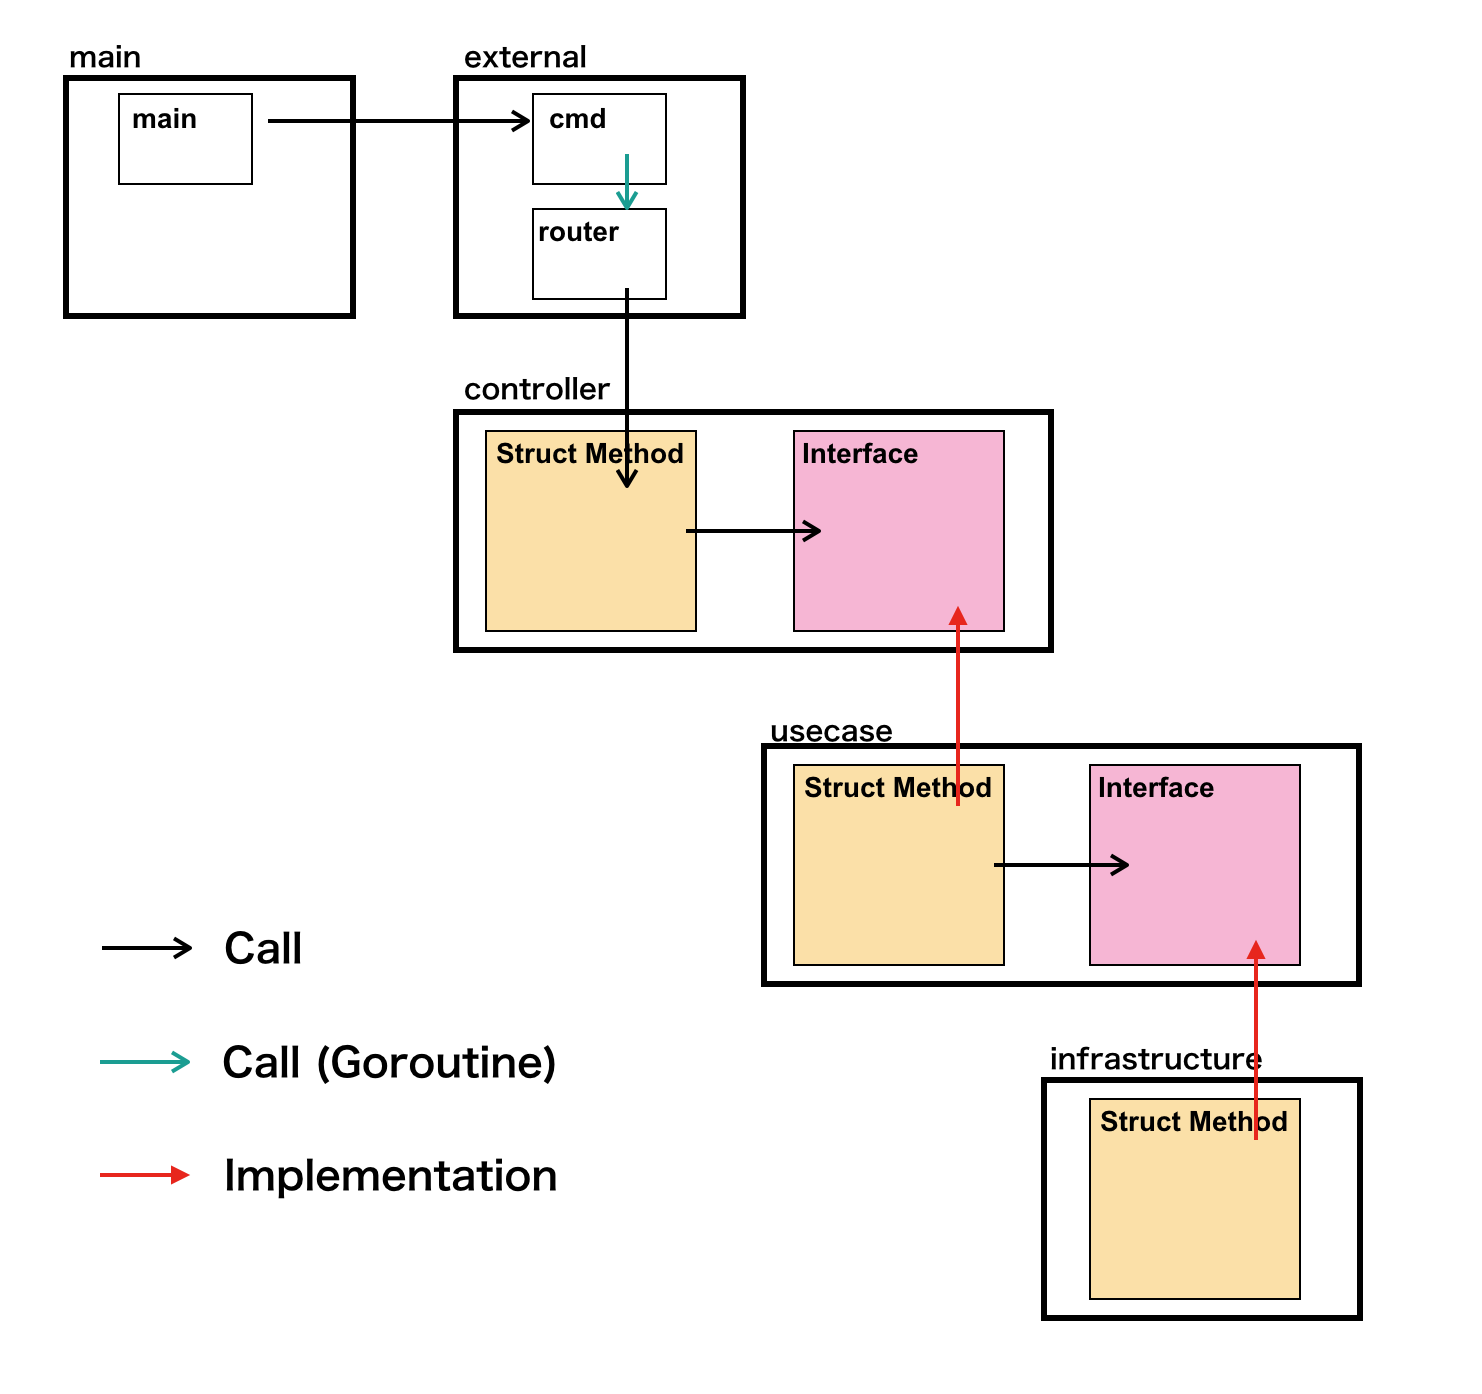 main
external
main
cmd
router
controller
Struct Method
Interface
usecase
Struct Method
Interface
Call
Call (Goroutine)
infrastructure
Struct Method
Implementation